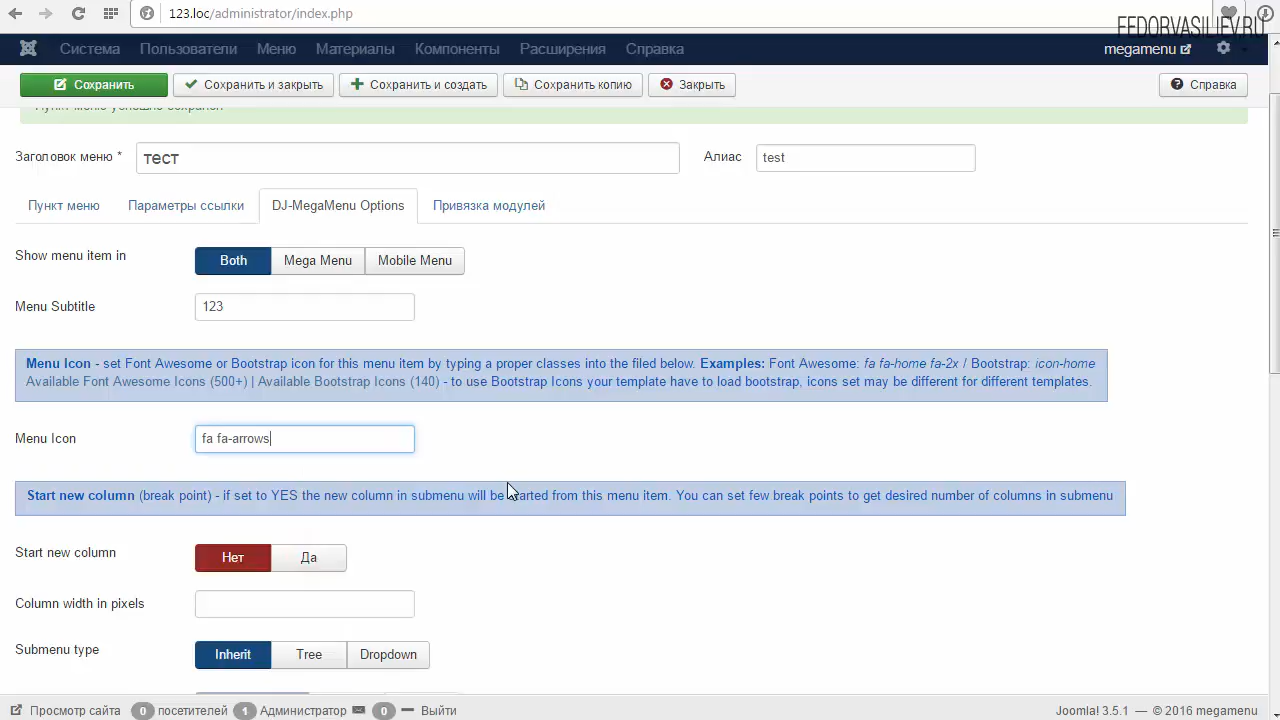 123.loc/administrator/index.php
FEDORVASILIEV.RU
Система Пользователи Меню Материалы Компоненты Расширения Справка megamenu
Сохранить Сохранить и закрыть Сохранить и создать Сохранить копию Закрыть Справка
Пункт меню успешно сохранён
Заголовок меню * тест Алиас test
Пункт меню Параметры ссылки DJ-MegaMenu Options Привязка модулей
Show menu item in Both Mega Menu Mobile Menu
Menu Subtitle 123
Menu Icon - set Font Awesome or Bootstrap icon for this menu item by typing a proper classes into the filed below. Examples: Font Awesome: fa fa-home fa-2x / Bootstrap: icon-home
Available Font Awesome Icons (500+) | Available Bootstrap Icons (140) - to use Bootstrap Icons your template have to load bootstrap, icons set may be different for different templates.
Menu Icon fa fa-arrows
Start new column (break point) - if set to YES the new column in submenu will be started from this menu item. You can set few break points to get desired number of columns in submenu
Start new column Нет Да
Column width in pixels
Submenu type Inherit Tree Dropdown
Просмотр сайта 0 посетителей 1 Администратор 0 Выйти Joomla! 3.5.1 — © 2016 megamenu